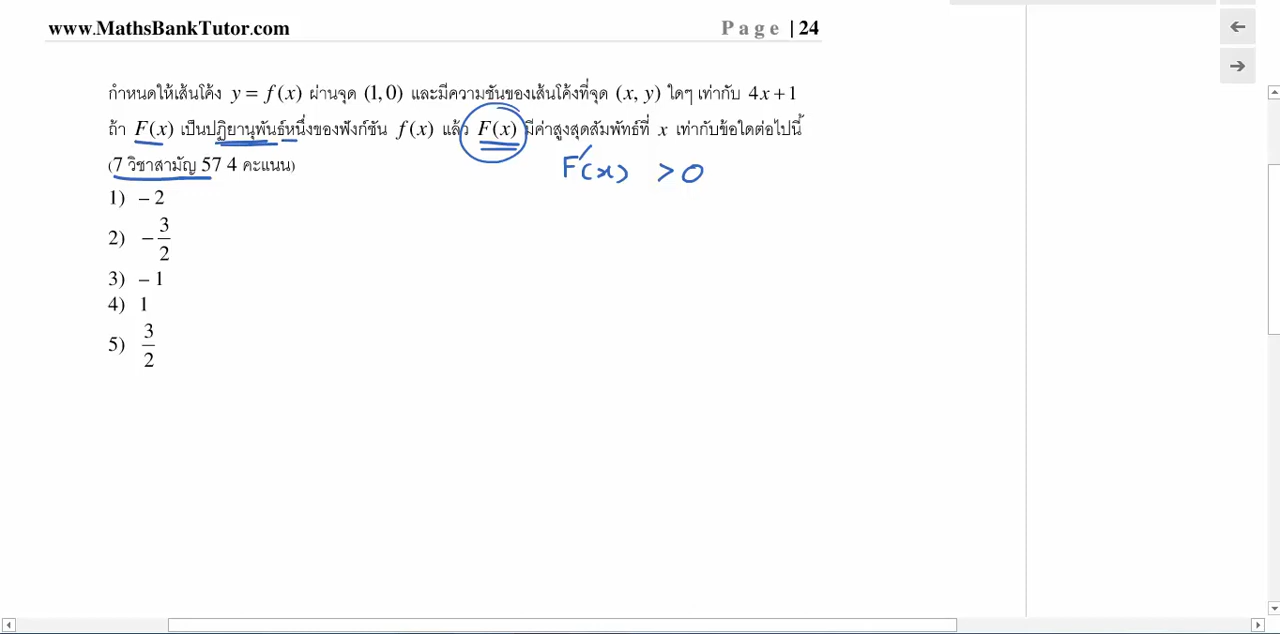 www.MathsBankTutor.com Page | 24
กำหนดให้เส้นโค้ง y = f(x) ผ่านจุด (1, 0) และมีความชันของเส้นโค้งที่จุด (x, y) ใดๆ เท่ากับ 4x + 1
ถ้า F(x) เป็นปฏิยานุพันธ์หนึ่งของฟังก์ชัน f(x) แล้ว F(x) มีค่าสูงสุดสัมพัทธ์ที่ x เท่ากับข้อใดต่อไปนี้
(7 วิชาสามัญ 57 4 คะแนน)
F′(x) > 0
1) − 2
2) − 3/2
3) − 1
4) 1
5) 3/2